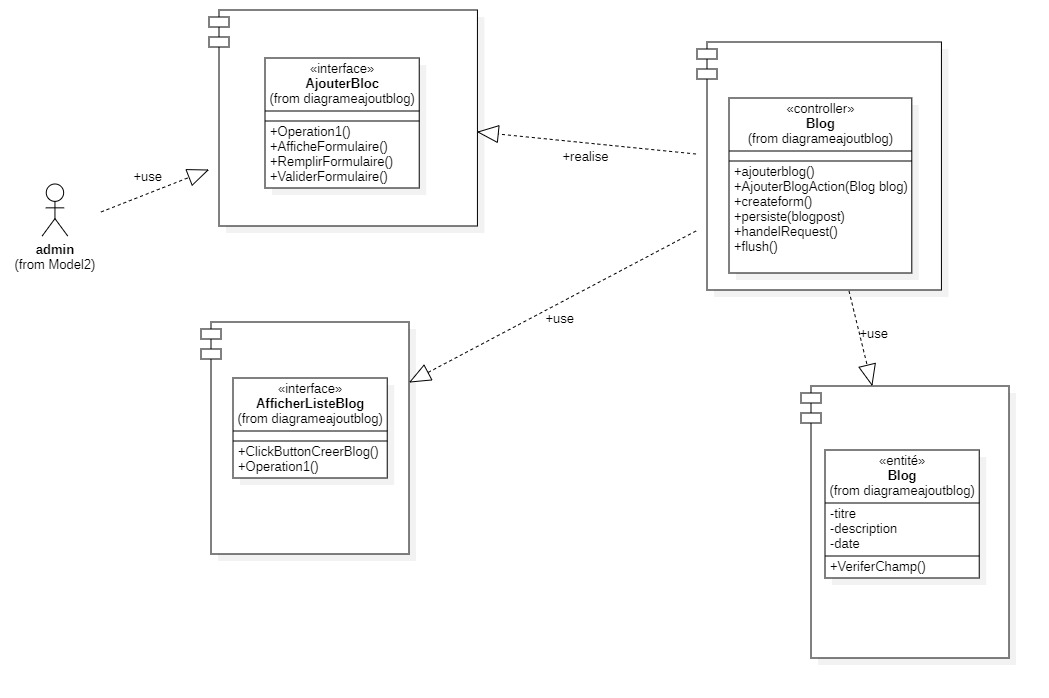 «interface»
AjouterBloc
(from diagrameajoutblog)
+Operation1()
+AfficheFormulaire()
+RemplirFormulaire()
+ValiderFormulaire()
«controller»
Blog
(from diagrameajoutblog)
+ajouterblog()
+AjouterBlogAction(Blog blog)
+createform()
+persiste(blogpost)
+handelRequest()
+flush()
+realise
+use
admin
(from Model2)
+use
+use
«interface»
AfficherListeBlog
(from diagrameajoutblog)
+ClickButtonCreerBlog()
+Operation1()
«entité»
Blog
(from diagrameajoutblog)
-titre
-description
-date
+VeriferChamp()